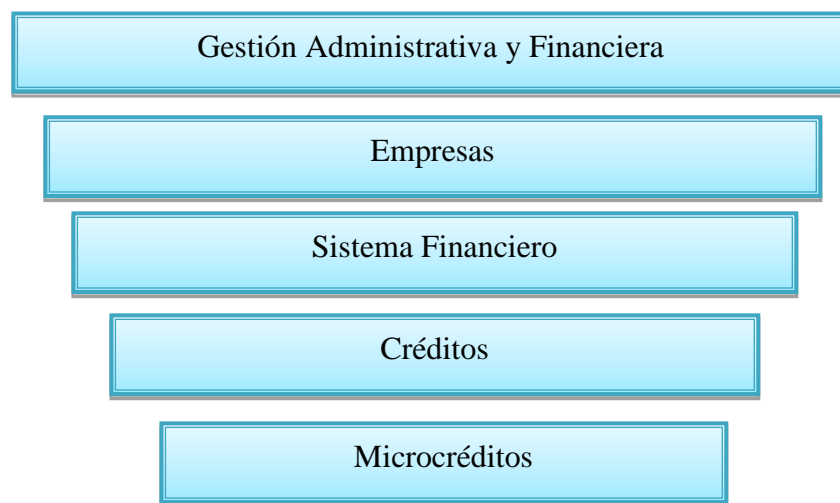 Gestión Administrativa y Financiera
Empresas
Sistema Financiero
Créditos
Microcréditos